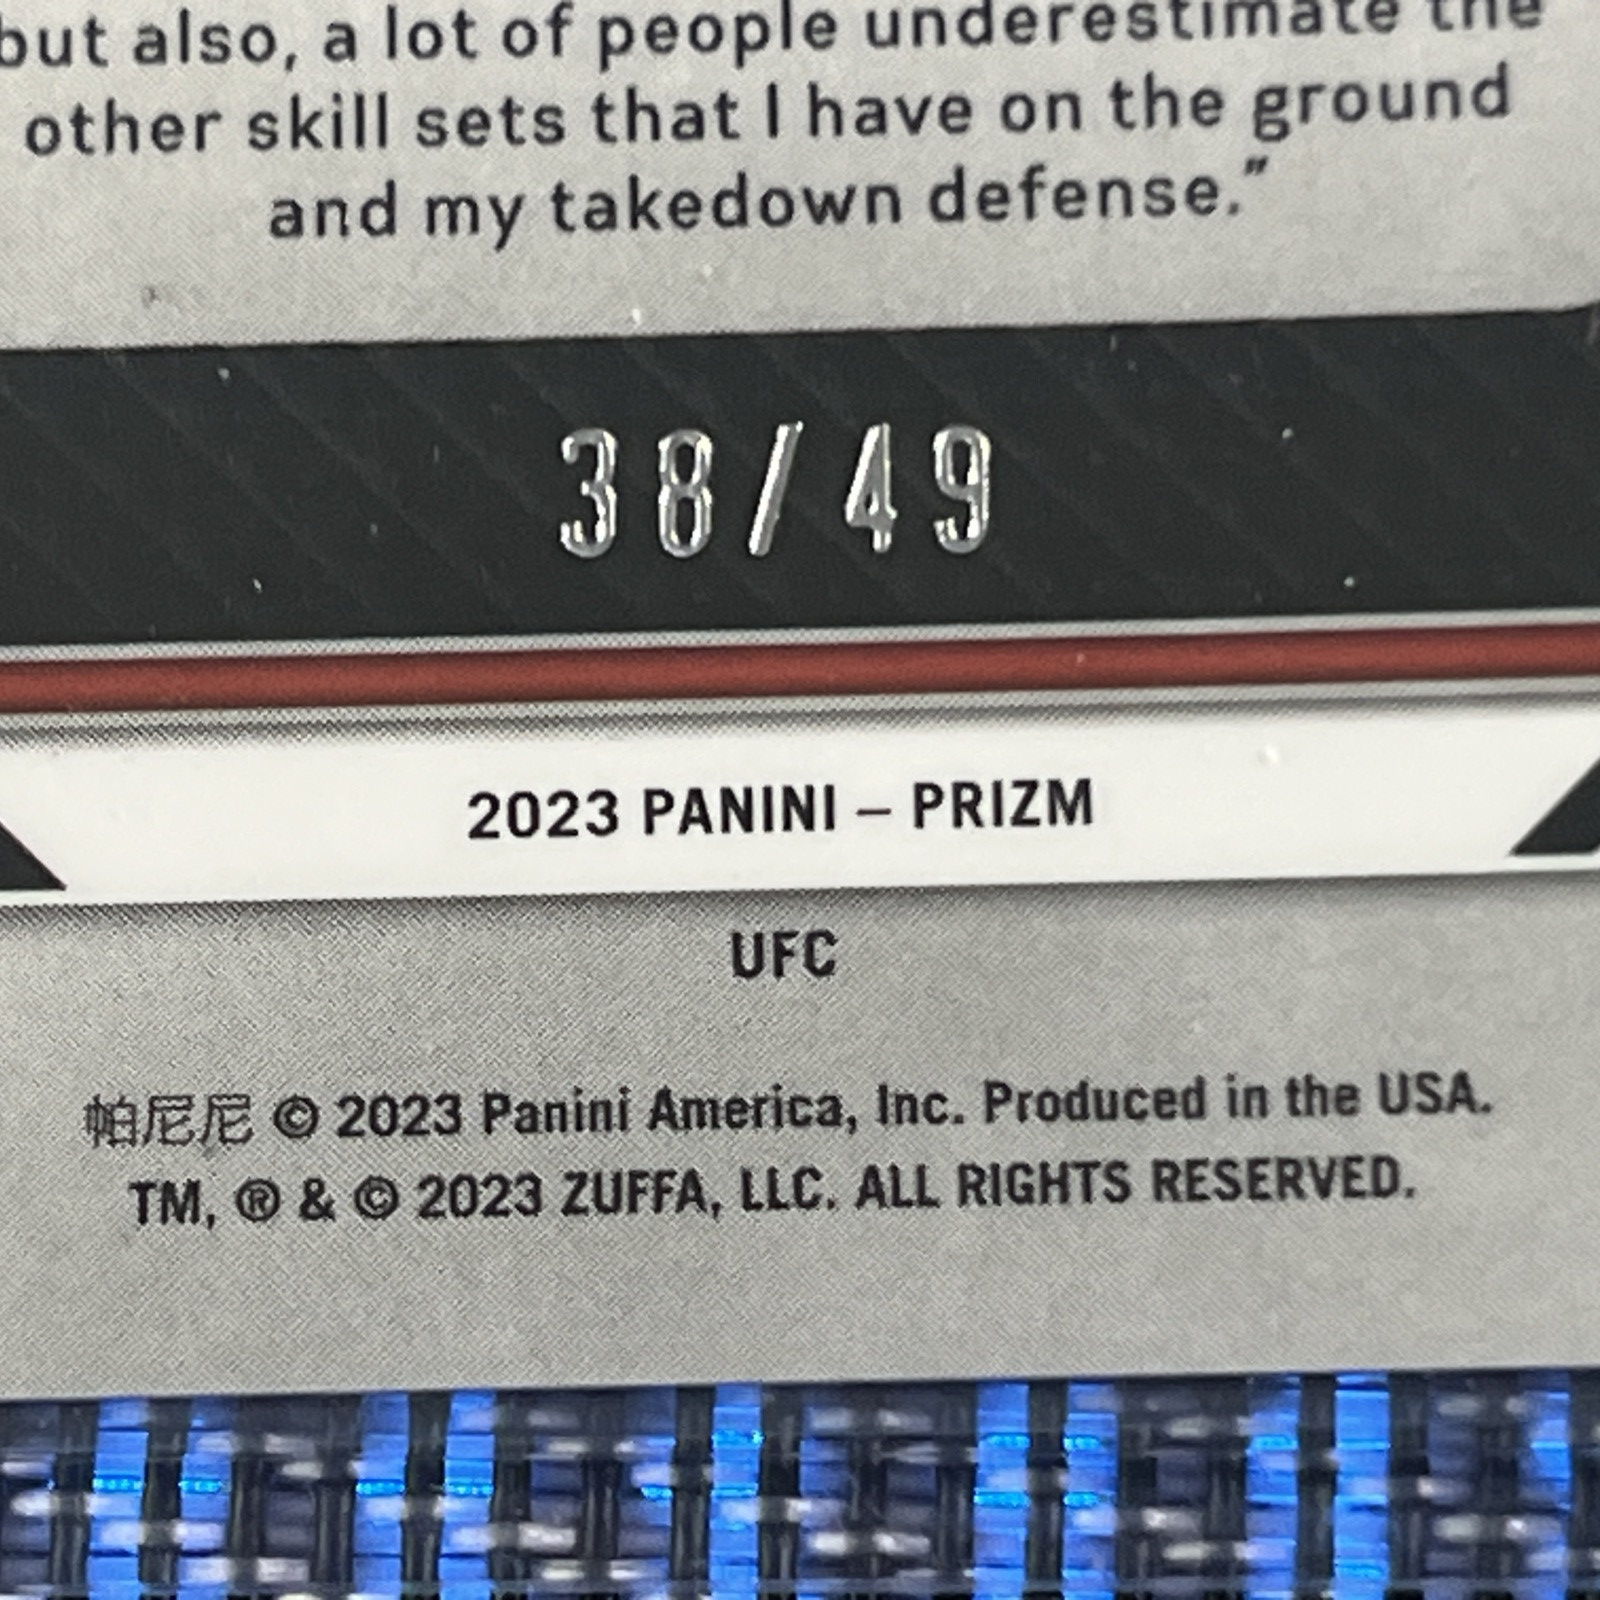 but also, a lot of people underestimate the
other skill sets that I have on the ground
and my takedown defense."
38/49
2023 PANINI – PRIZM
UFC
帕尼尼 © 2023 Panini America, Inc. Produced in the USA.
TM, ® & © 2023 ZUFFA, LLC. ALL RIGHTS RESERVED.